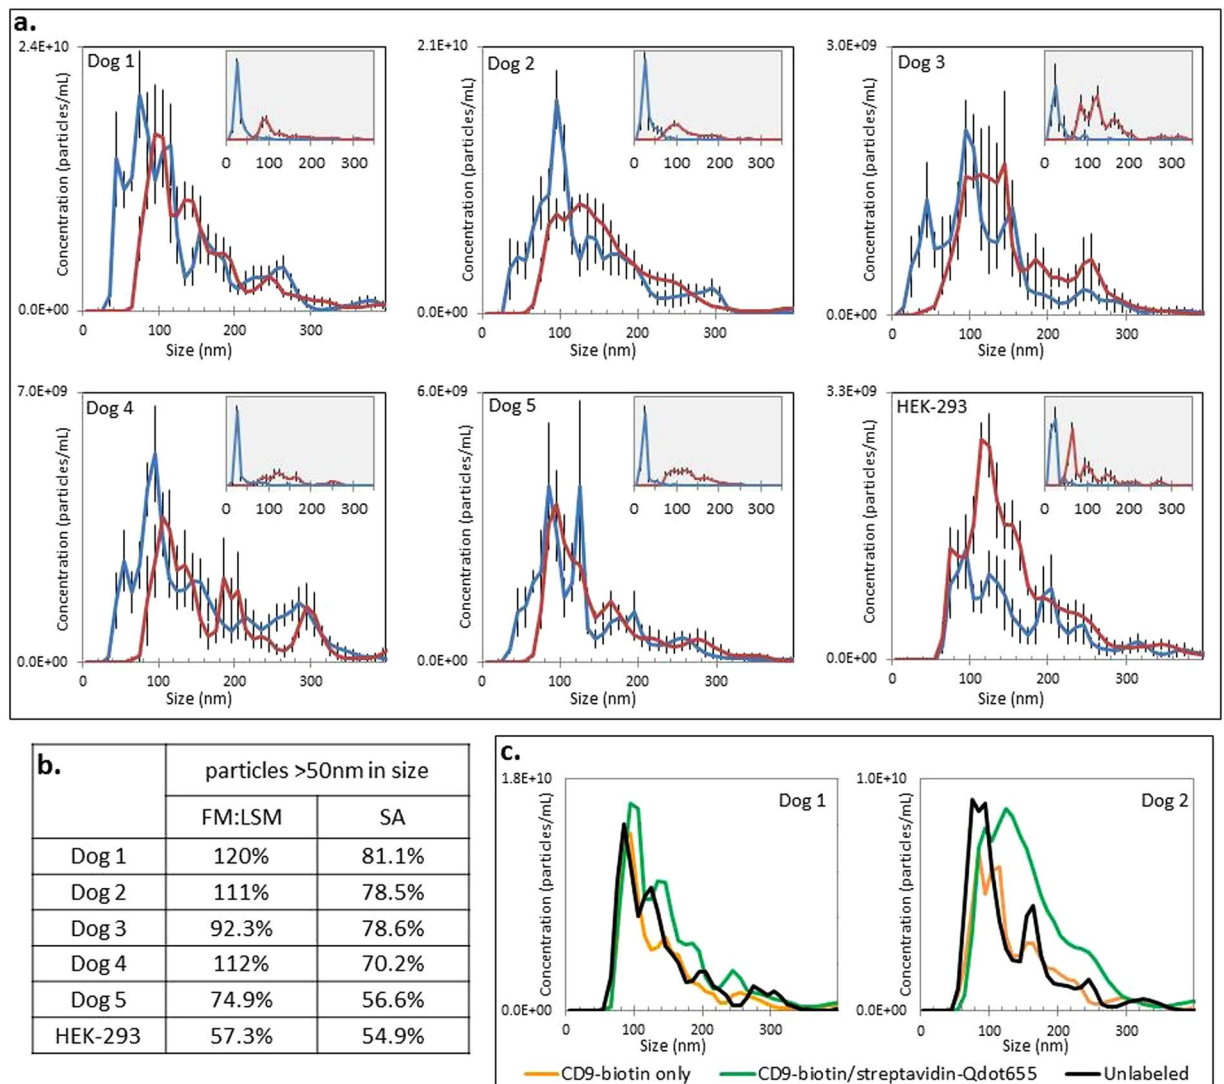 a.
2.4E+10
Dog 1
0 100 200 300
Concentration (particles/mL)
0.0E+00
0 100 200 300
Size (nm)
2.1E+10
Dog 2
0 100 200 300
Concentration (particles/mL)
0.0E+00
0 100 200 300
Size (nm)
3.0E+09
Dog 3
0 100 200 300
Concentration (particles/mL)
0.0E+00
0 100 200 300
Size (nm)
7.0E+09
Dog 4
0 100 200 300
Concentration (particles/mL)
0.0E+00
0 100 200 300
Size (nm)
6.0E+09
Dog 5
0 100 200 300
Concentration (particles/mL)
0.0E+00
0 100 200 300
Size (nm)
3.3E+09
HEK-293
0 100 200 300
Concentration (particles/mL)
0.0E+00
0 100 200 300
Size (nm)
b.
particles >50nm in size
FM:LSM SA
Dog 1 120% 81.1%
Dog 2 111% 78.5%
Dog 3 92.3% 78.6%
Dog 4 112% 70.2%
Dog 5 74.9% 56.6%
HEK-293 57.3% 54.9%
c.
1.8E+10
Dog 1
Concentration (particles/mL)
0.0E+00
0 100 200 300
Size (nm)
1.0E+10
Dog 2
Concentration (particles/mL)
0.0E+00
0 100 200 300
Size (nm)
CD9-biotin only CD9-biotin/streptavidin-Qdot655 Unlabeled